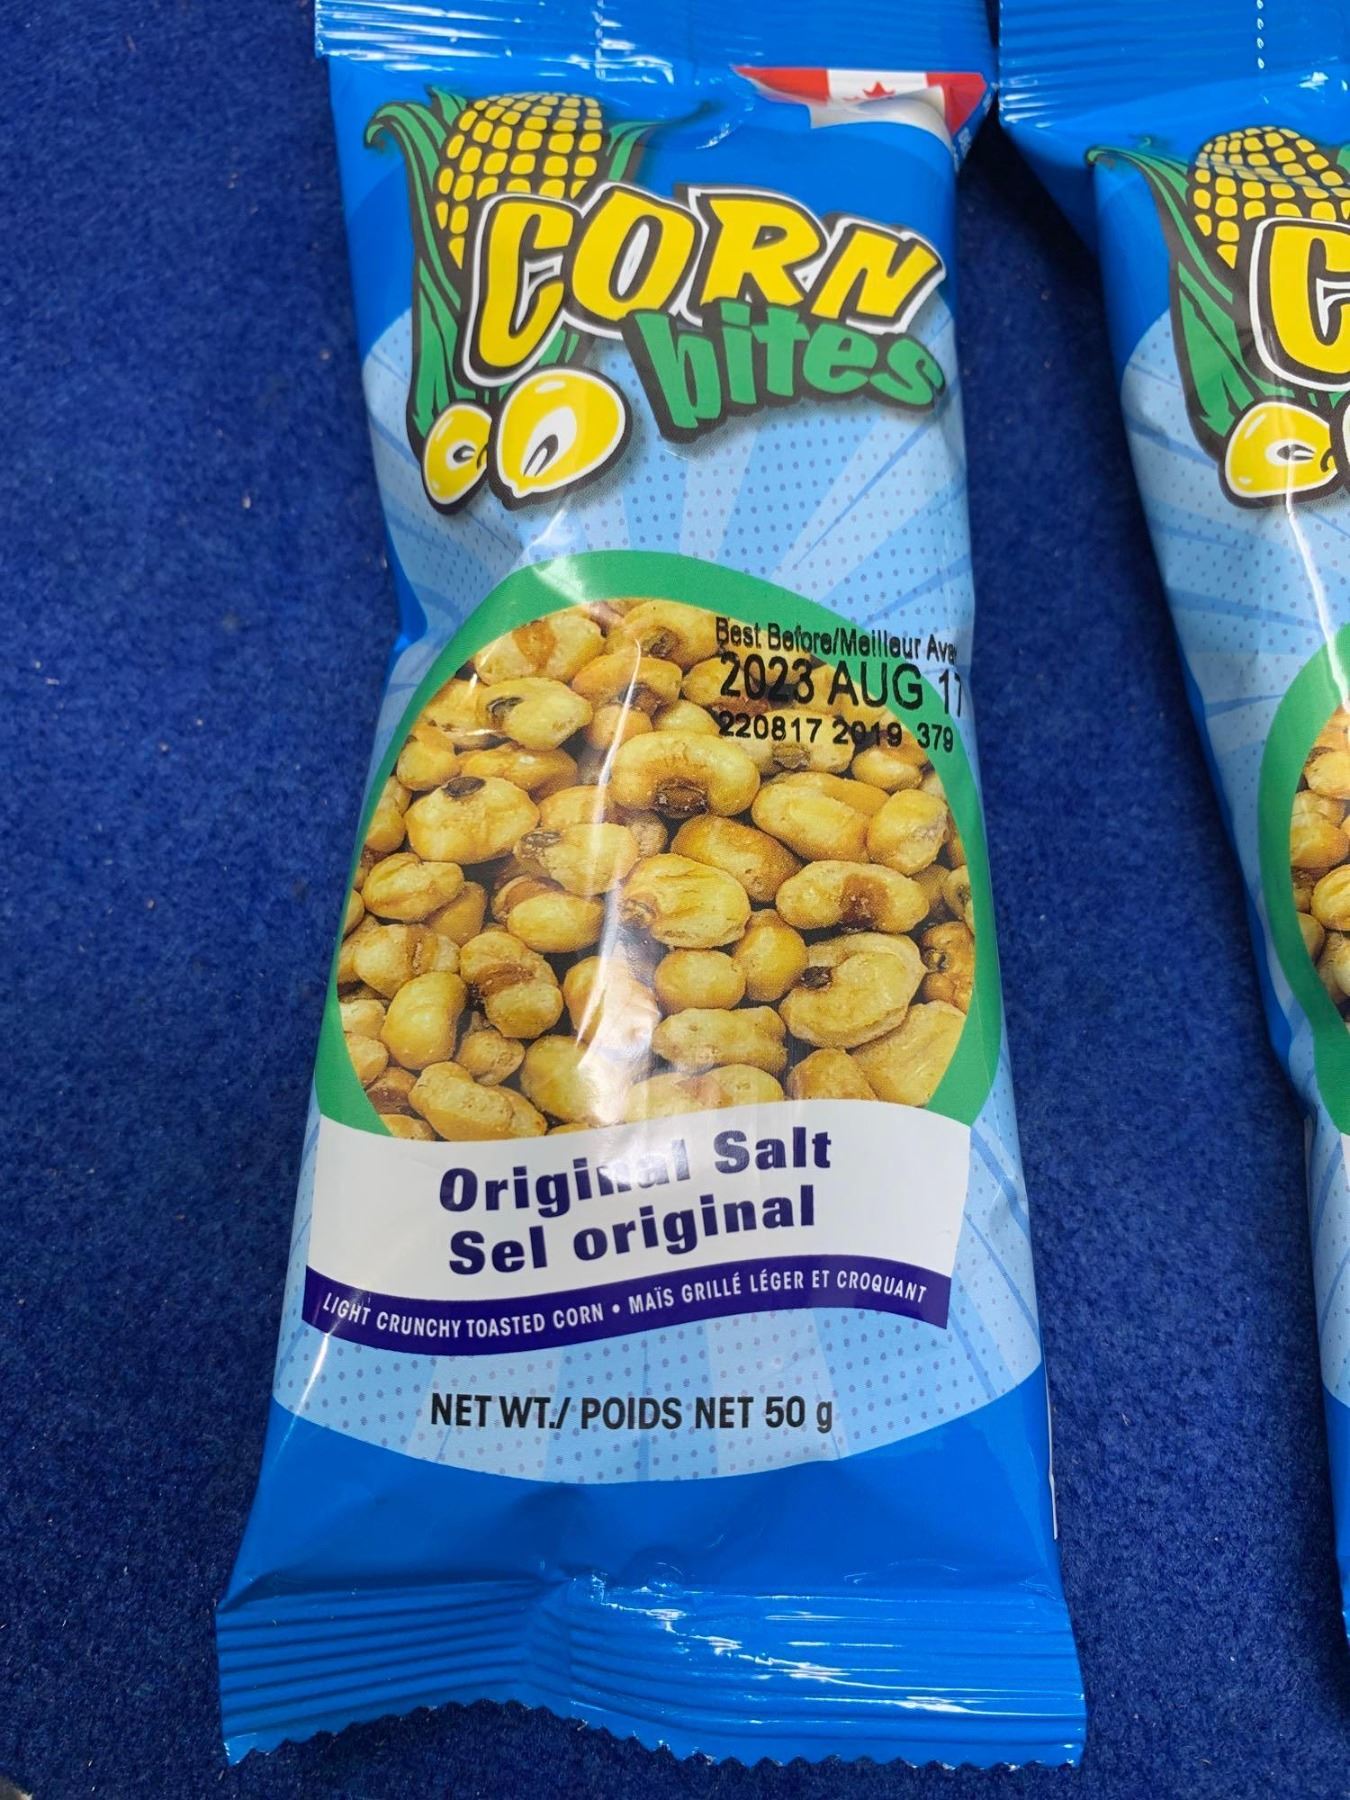 CORN
bites
Best Before/Meilleur Ava
2023 AUG 17
220817 2019 379
Original Salt
Sel original
LIGHT CRUNCHY TOASTED CORN • MAÏS GRILLÉ LÉGER ET CROQUANT
NET WT./ POIDS NET 50 g
C